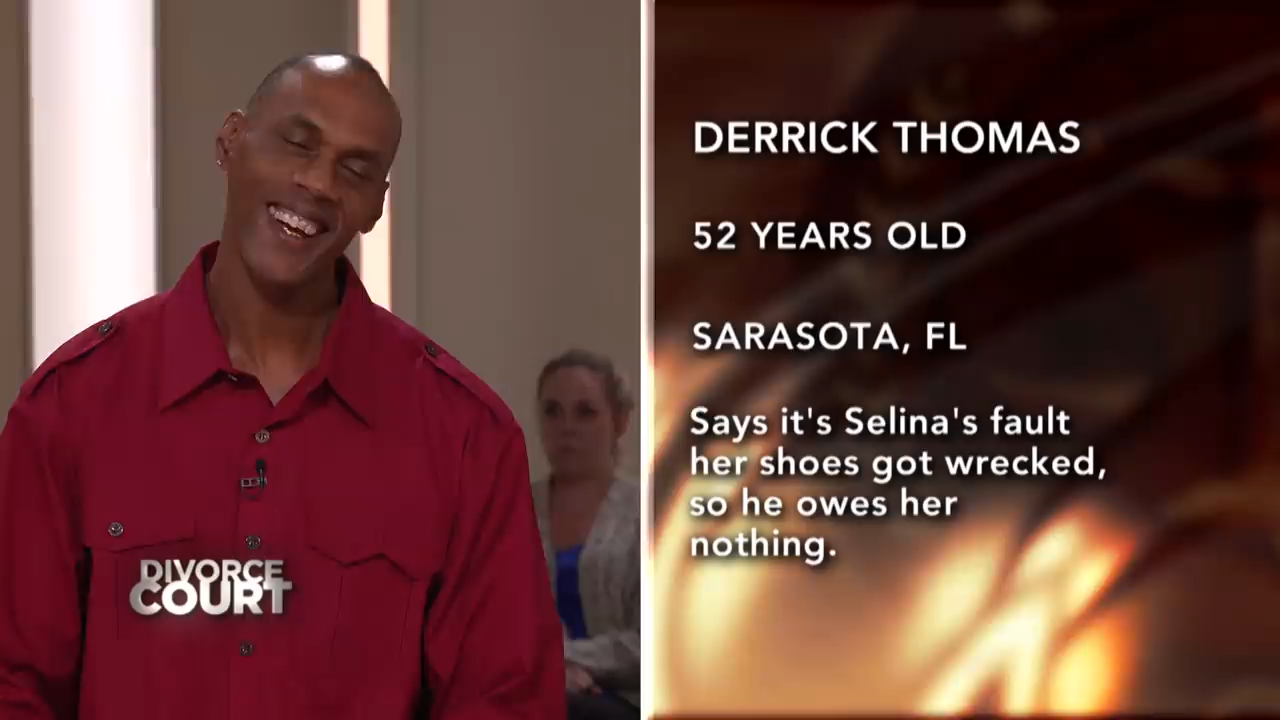 DERRICK THOMAS
52 YEARS OLD
SARASOTA, FL
Says it's Selina's fault
her shoes got wrecked,
so he owes her
nothing.
DIVORCE
COURT